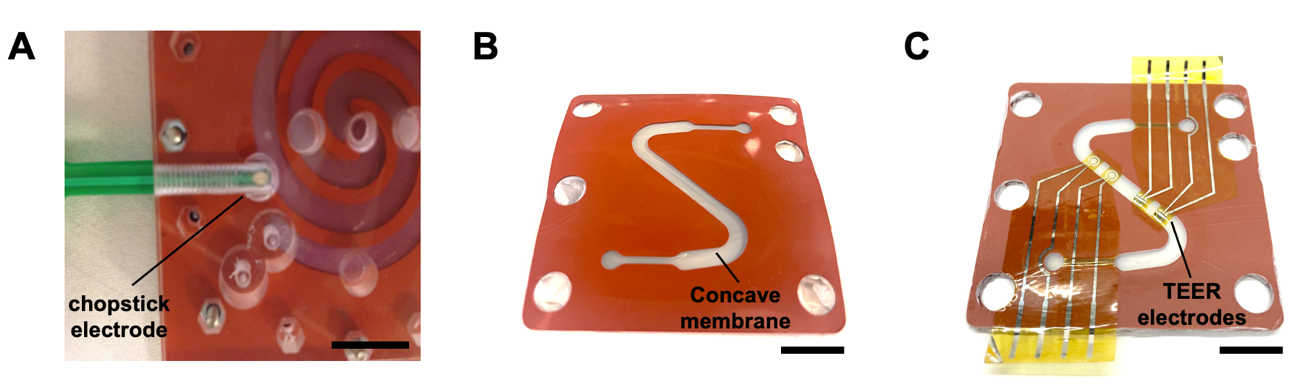 A
B
C
chopstick
electrode
Concave
membrane
TEER
electrodes